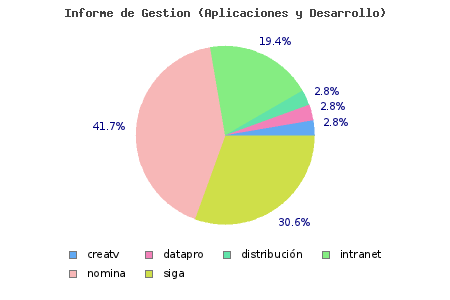 Informe de Gestion (Aplicaciones y Desarrollo)
19.4%
2.8%
2.8%
2.8%
41.7%
30.6%
creatv datapro distribución intranet
nomina siga